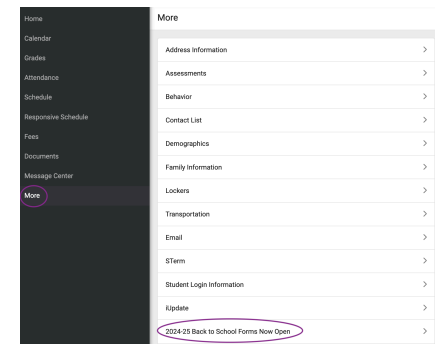 Home
Calendar
Grades
Attendance
Schedule
Responsive Schedule
Fees
Documents
Message Center
More
More
Address Information
Assessments
Behavior
Contact List
Demographics
Family Information
Lockers
Transportation
Email
STerm
Student Login Information
iUpdate
2024-25 Back to School Forms Now Open